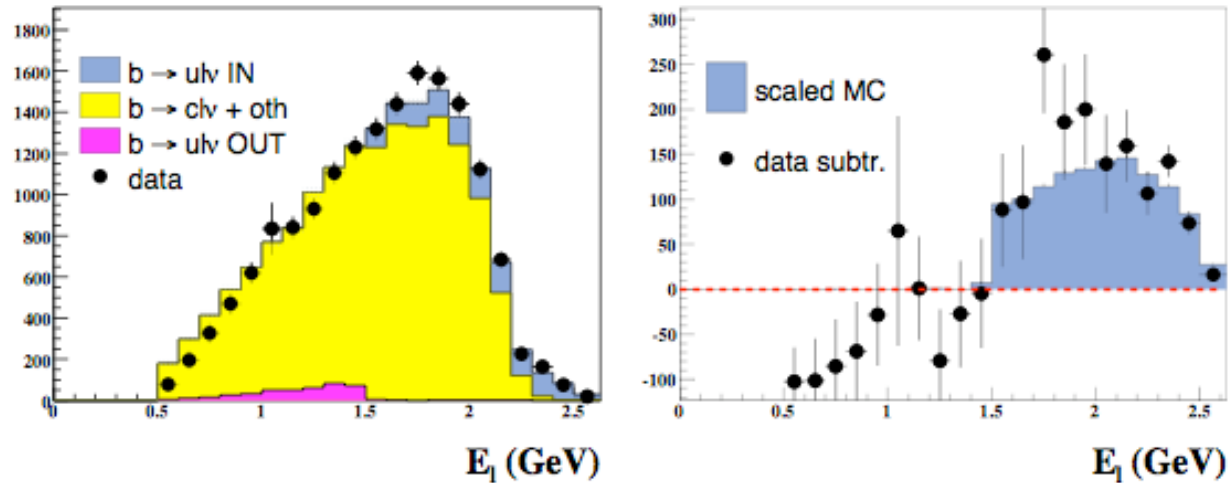 1800
1600
1400
1200
1000
800
600
400
200
0
b → ulν IN
b → clν + oth
b → ulν OUT
data
0 0.5 1 1.5 2 2.5
E_l (GeV)
300
250
200
150
100
50
0
-50
-100
scaled MC
data subtr.
0 0.5 1 1.5 2 2.5
E_l (GeV)